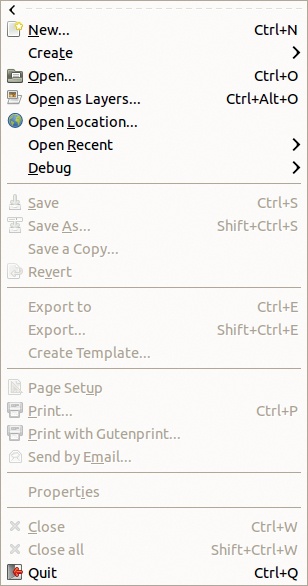 New... Ctrl+N
Create
Open... Ctrl+O
Open as Layers... Ctrl+Alt+O
Open Location...
Open Recent
Debug
Save Ctrl+S
Save As... Shift+Ctrl+S
Save a Copy...
Revert
Export to Ctrl+E
Export... Shift+Ctrl+E
Create Template...
Page Setup
Print... Ctrl+P
Print with Gutenprint...
Send by Email...
Properties
Close Ctrl+W
Close all Shift+Ctrl+W
Quit Ctrl+Q